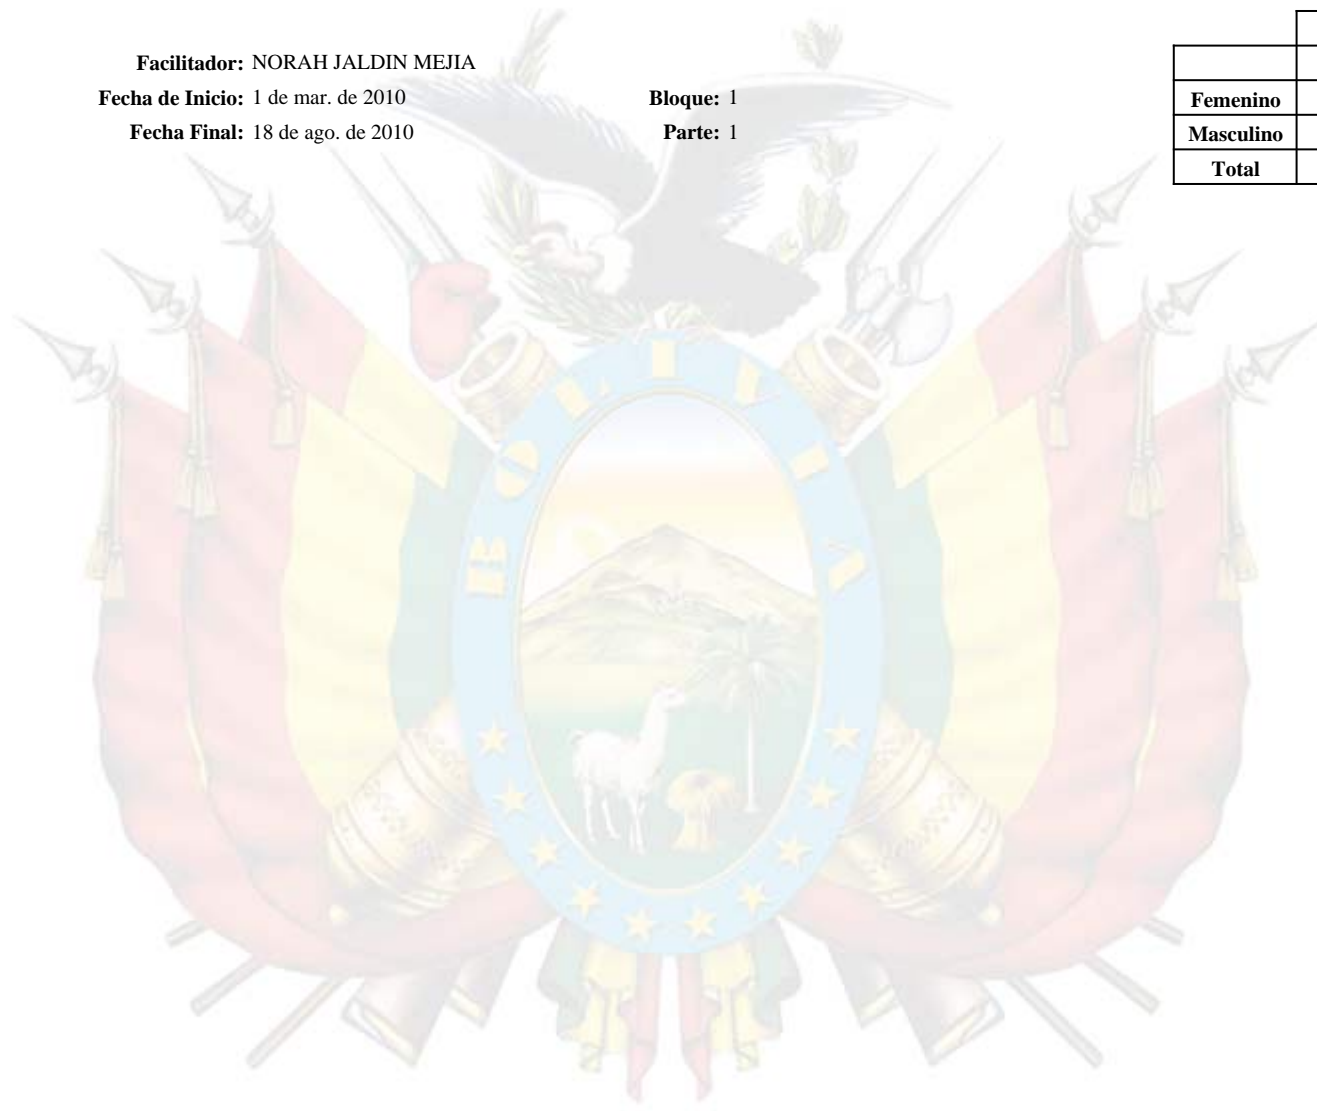 Facilitador: NORAH JALDIN MEJIA
Fecha de Inicio: 1 de mar. de 2010 Bloque: 1
Fecha Final: 18 de ago. de 2010 Parte: 1
Femenino
Masculino
Total
BOLIVIA